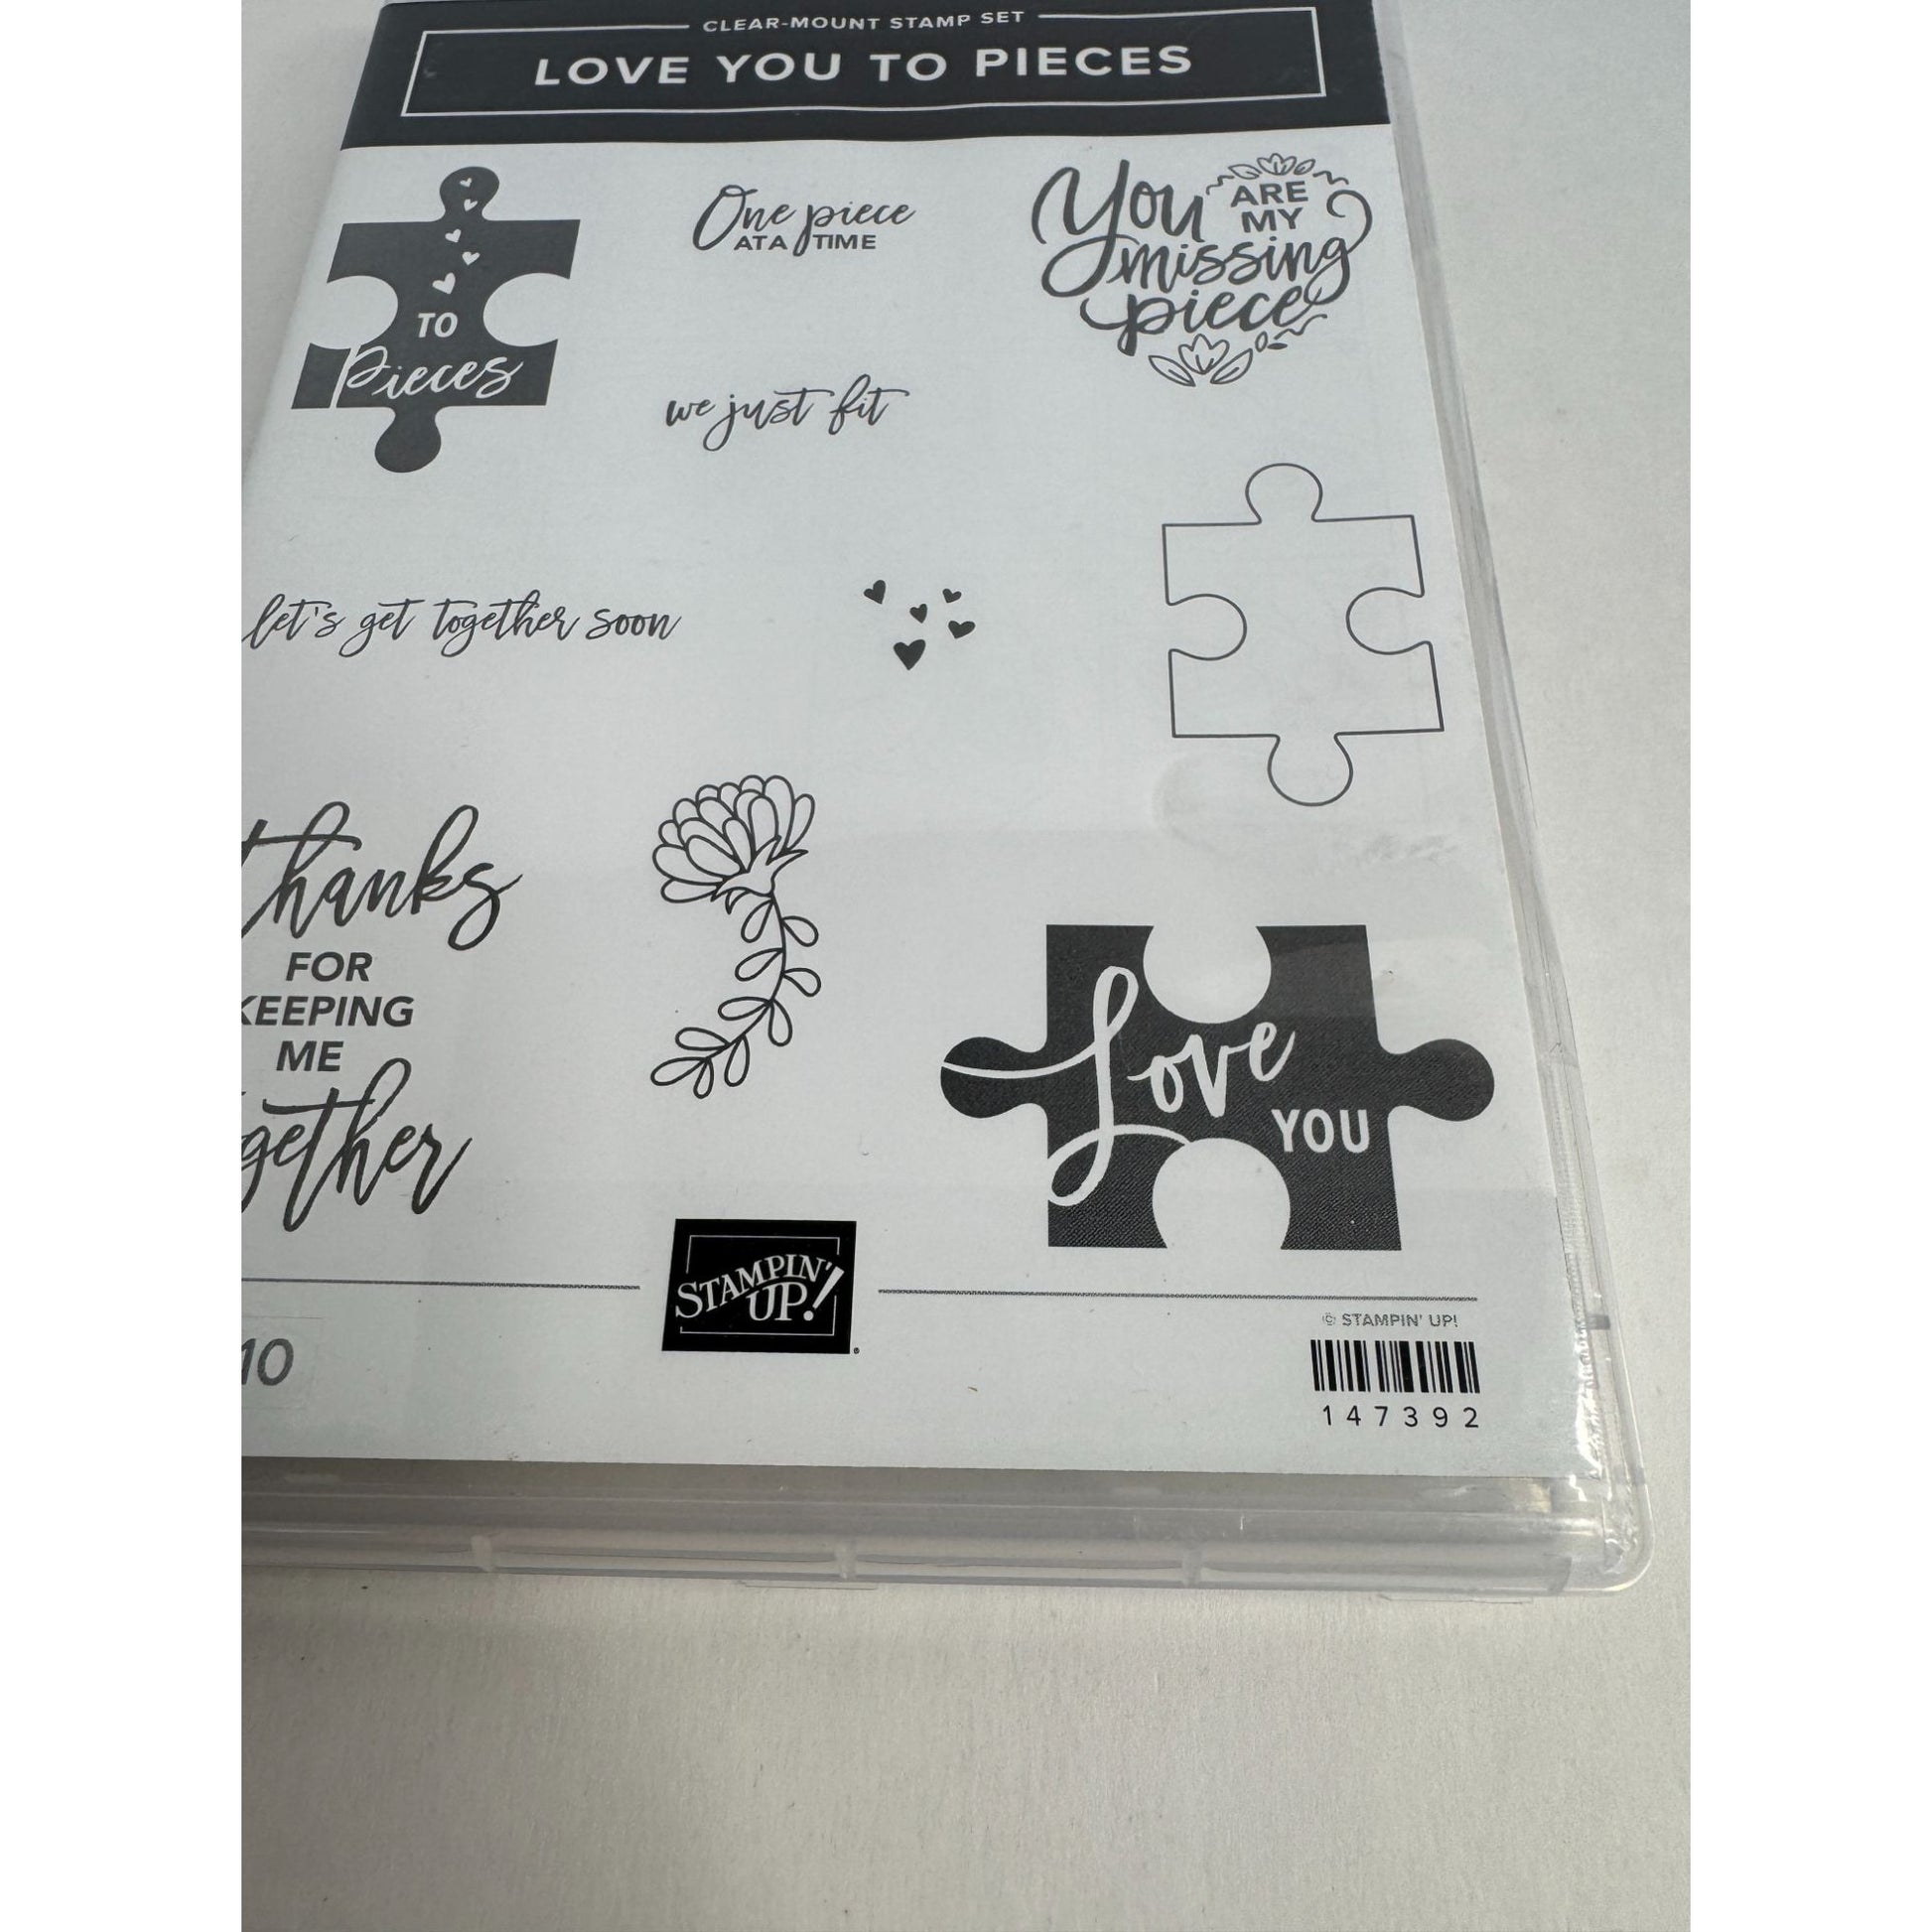 CLEAR-MOUNT STAMP SET
LOVE YOU TO PIECES
TO
Pieces
One piece
AT A TIME
You ARE
MY
missing
piece
we just fit
let's get together soon
thanks
FOR
KEEPING
ME
gether
Love
YOU
STAMPIN'
UP!
10
© STAMPIN' UP!
147392